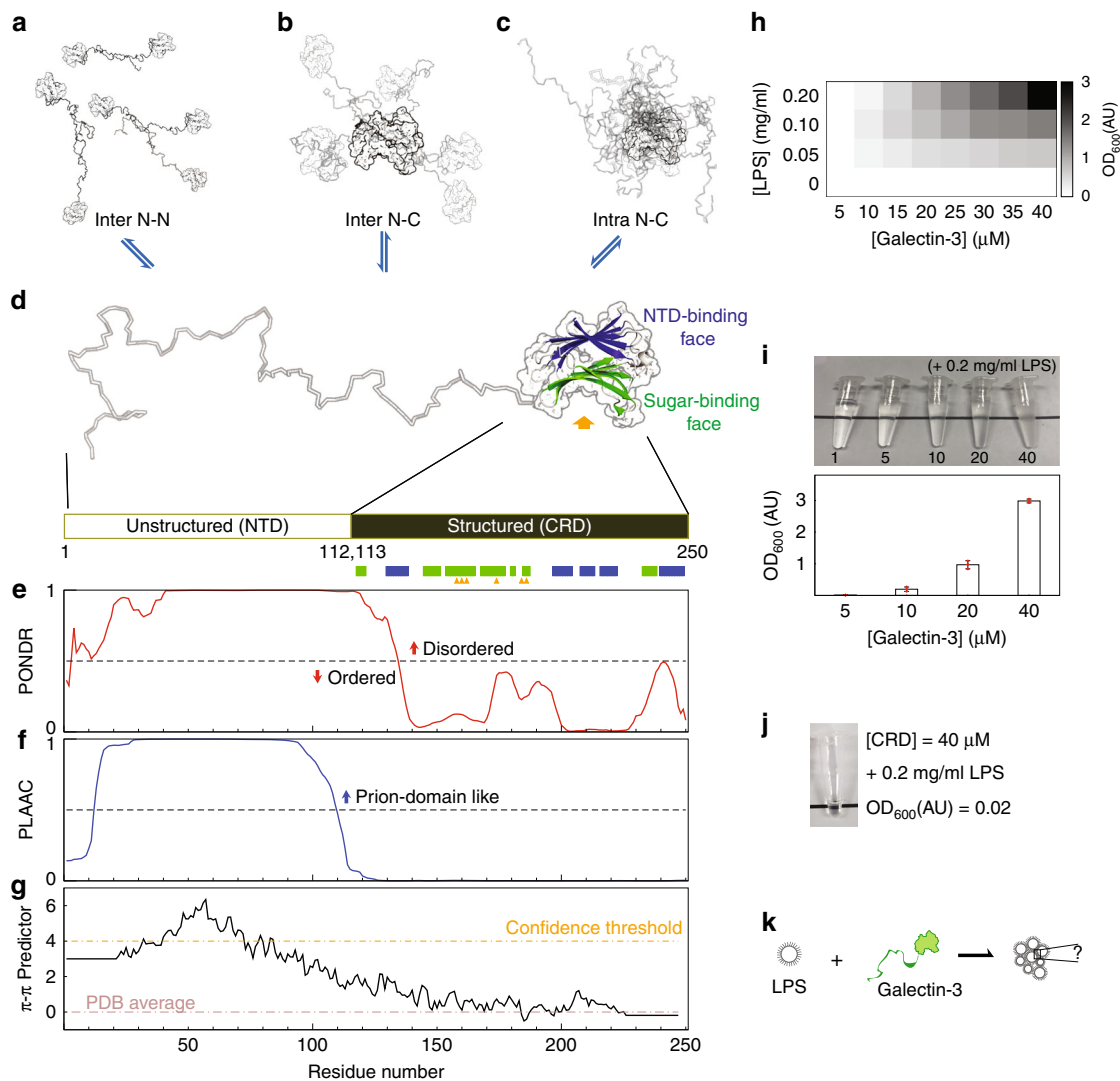 a
b
c
Inter N-N
Inter N-C
Intra N-C
d
NTD-binding
face
Sugar-binding
face
Unstructured (NTD)
Structured (CRD)
1
112,113
250
e
PONDR
1
0
Disordered
Ordered
f
PLAAC
1
0
Prion-domain like
g
π-π Predictor
6
4
2
0
Confidence threshold
PDB average
50
100
150
200
250
Residue number
h
[LPS] (mg/ml)
0.20
0.10
0.05
0
5 10 15 20 25 30 35 40
[Galectin-3] (μM)
3
2
1
0
OD600(AU)
i
(+ 0.2 mg/ml LPS)
1 5 10 20 40
OD600 (AU)
3
2
1
5 10 20 40
[Galectin-3] (μM)
j
[CRD] = 40 μM
+ 0.2 mg/ml LPS
OD600(AU) = 0.02
k
LPS
+
Galectin-3
?